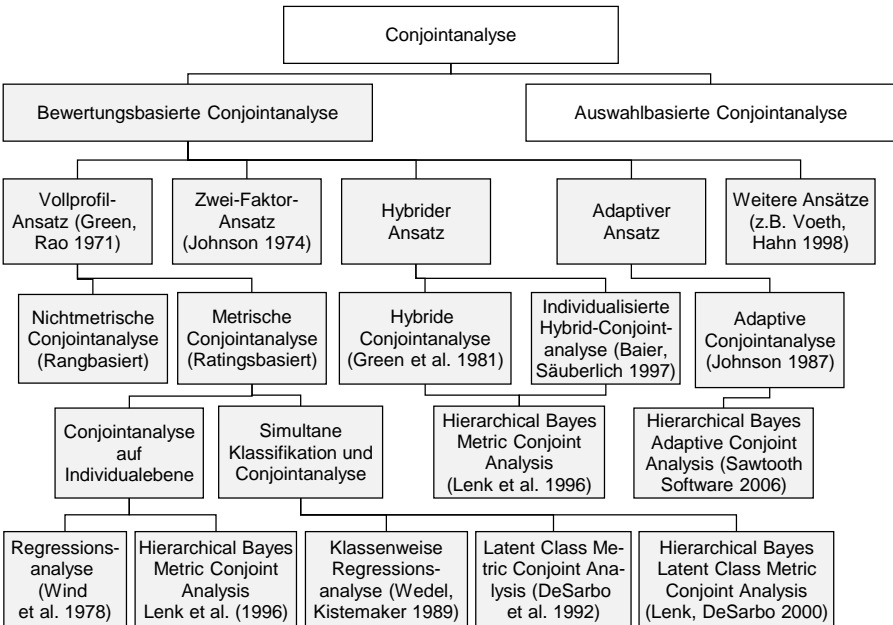 Conjointanalyse
Bewertungsbasierte Conjointanalyse
Auswahlbasierte Conjointanalyse
Vollprofil-
Ansatz (Green,
Rao 1971)
Zwei-Faktor-
Ansatz
(Johnson 1974)
Hybrider
Ansatz
Adaptiver
Ansatz
Weitere Ansätze
(z.B. Voeth,
Hahn 1998)
Nichtmetrische
Conjointanalyse
(Rangbasiert)
Metrische
Conjointanalyse
(Ratingsbasiert)
Hybride
Conjointanalyse
(Green et al. 1981)
Individualisierte
Hybrid-Conjoint-
analyse (Baier,
Säuberlich 1997)
Adaptive
Conjointanalyse
(Johnson 1987)
Conjointanalyse
auf
Individualebene
Simultane
Klassifikation und
Conjointanalyse
Hierarchical Bayes
Metric Conjoint
Analysis
(Lenk et al. 1996)
Hierarchical Bayes
Adaptive Conjoint
Analysis (Sawtooth
Software 2006)
Regressions-
analyse
(Wind
et al. 1978)
Hierarchical Bayes
Metric Conjoint
Analysis
Lenk et al. (1996)
Klassenweise
Regressions-
analyse (Wedel,
Kistemaker 1989)
Latent Class Me-
tric Conjoint Ana-
lysis (DeSarbo
et al. 1992)
Hierarchical Bayes
Latent Class Metric
Conjoint Analysis
(Lenk, DeSarbo 2000)